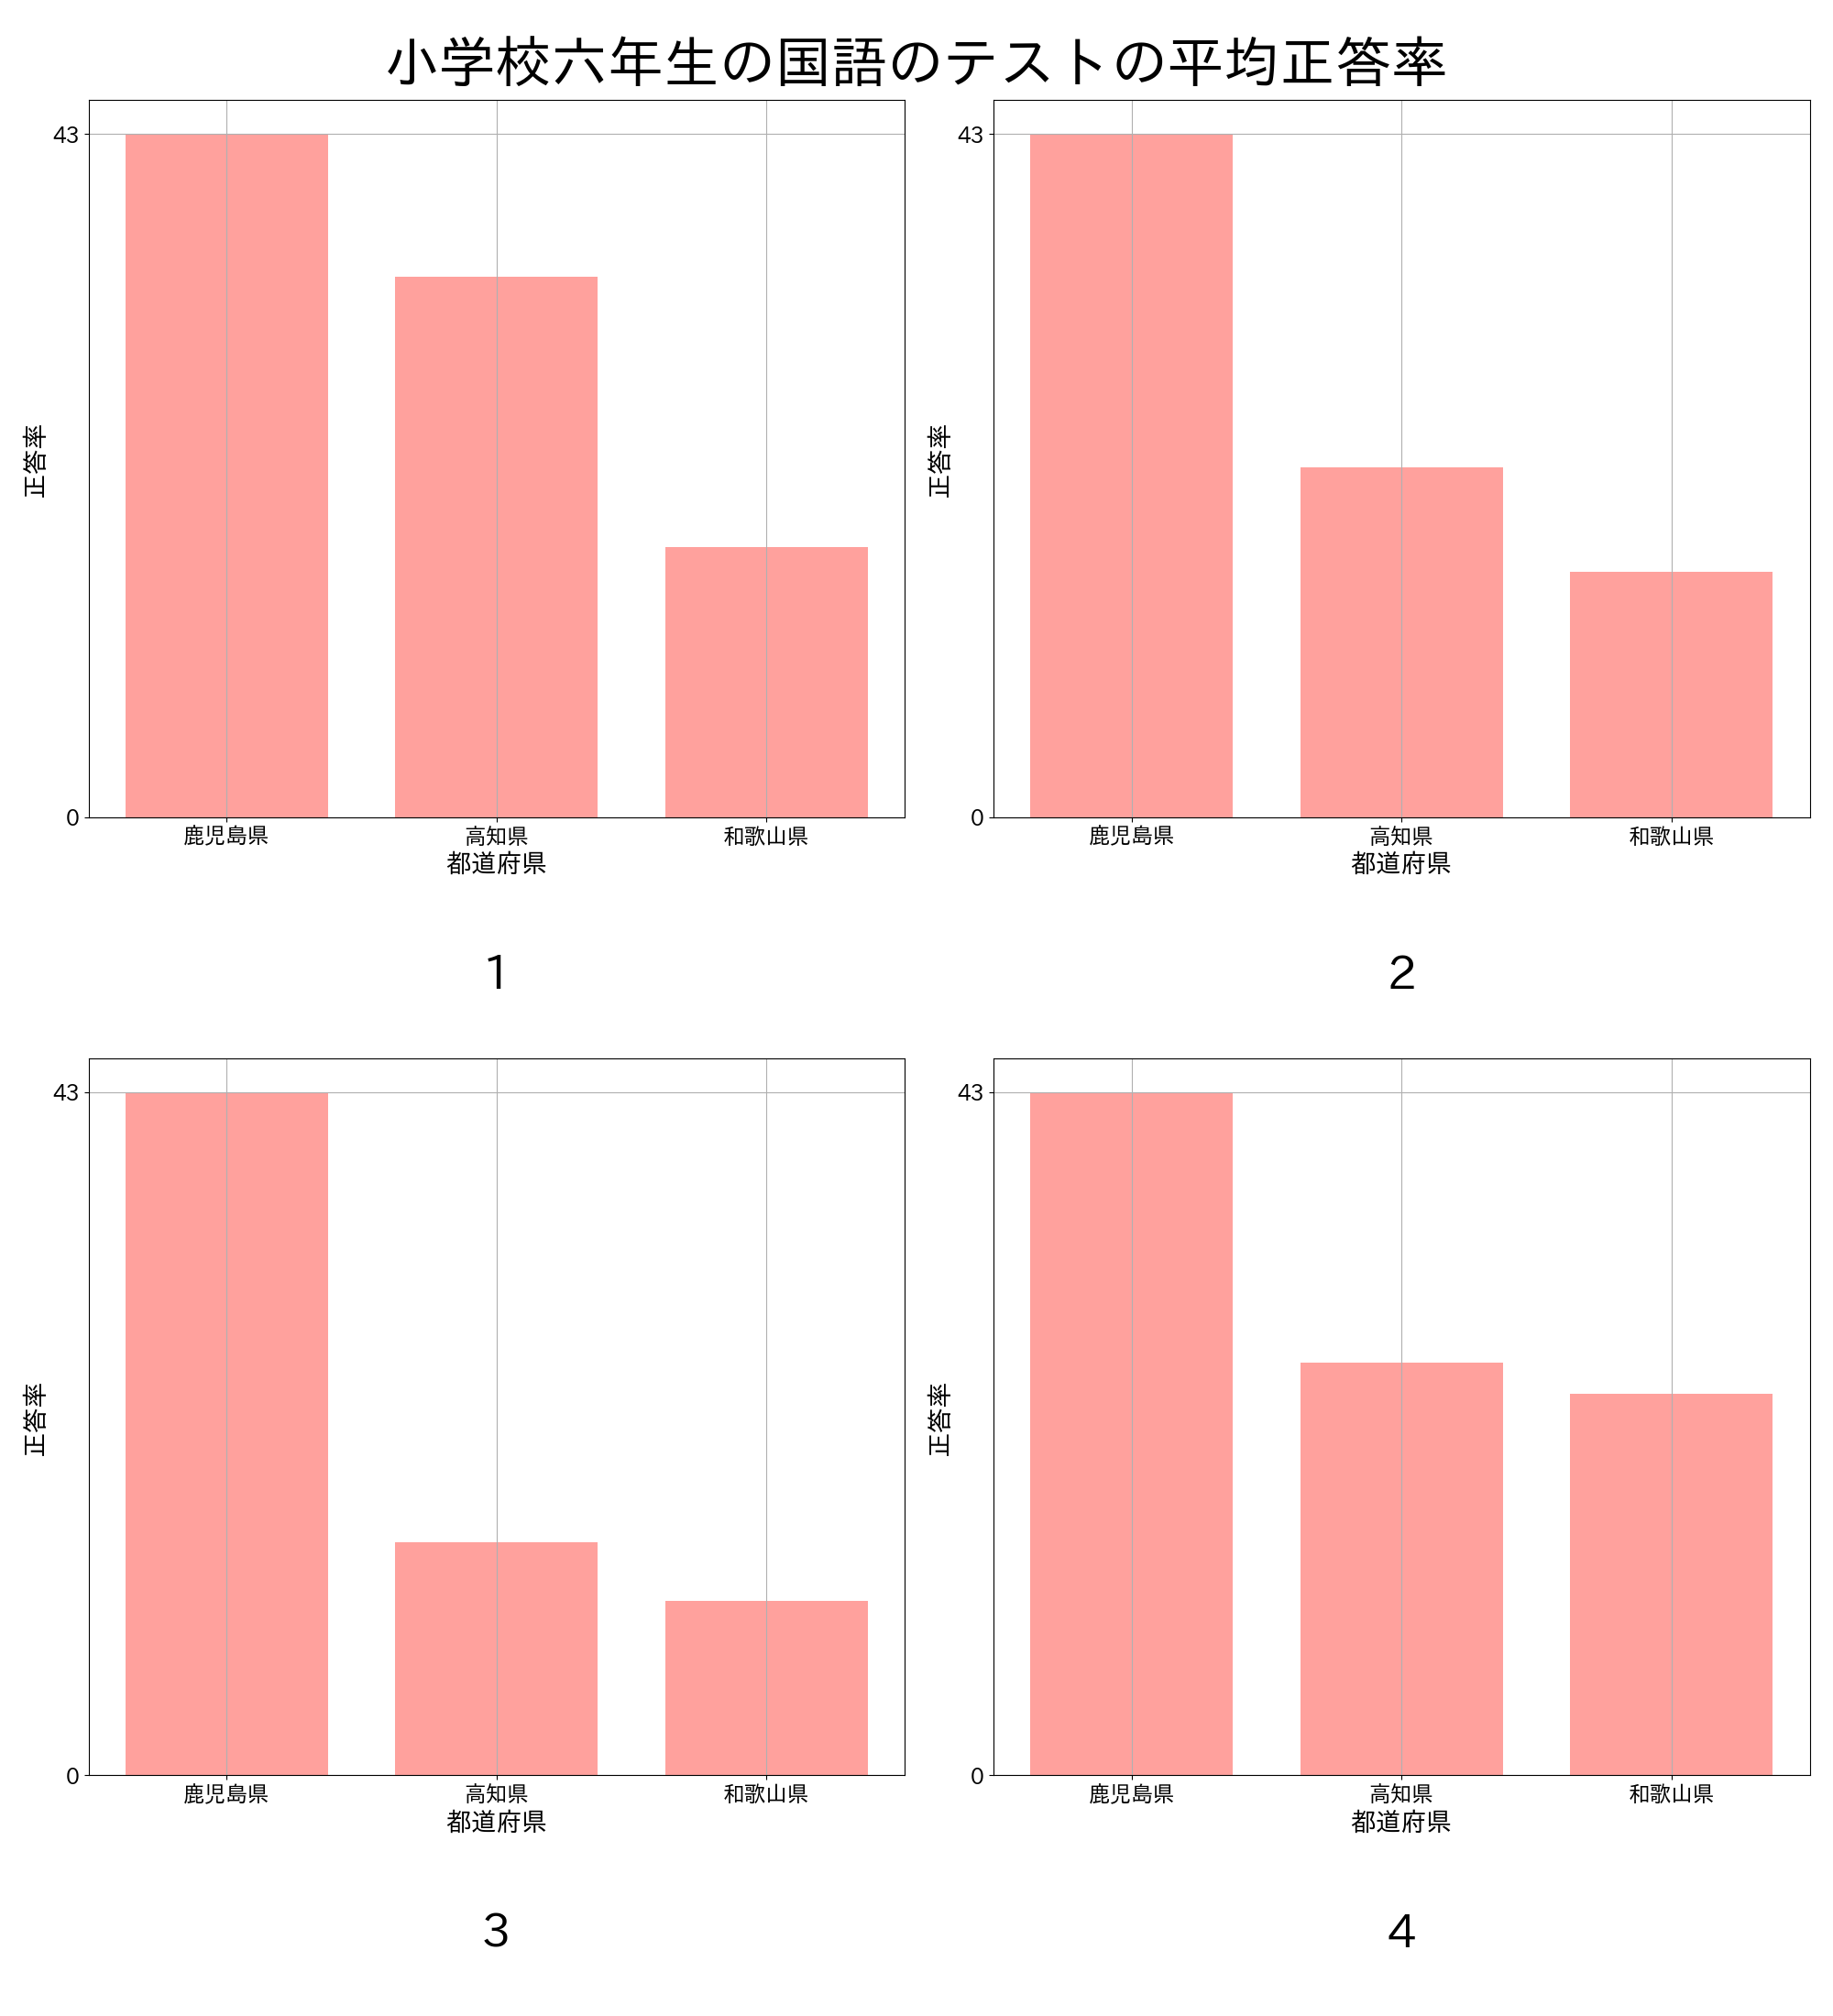 小学校六年生の国語のテストの平均正答率
43
0
正答率
鹿児島県 高知県 和歌山県
都道府県
1
43
0
正答率
鹿児島県 高知県 和歌山県
都道府県
2
43
0
正答率
鹿児島県 高知県 和歌山県
都道府県
3
43
0
正答率
鹿児島県 高知県 和歌山県
都道府県
4